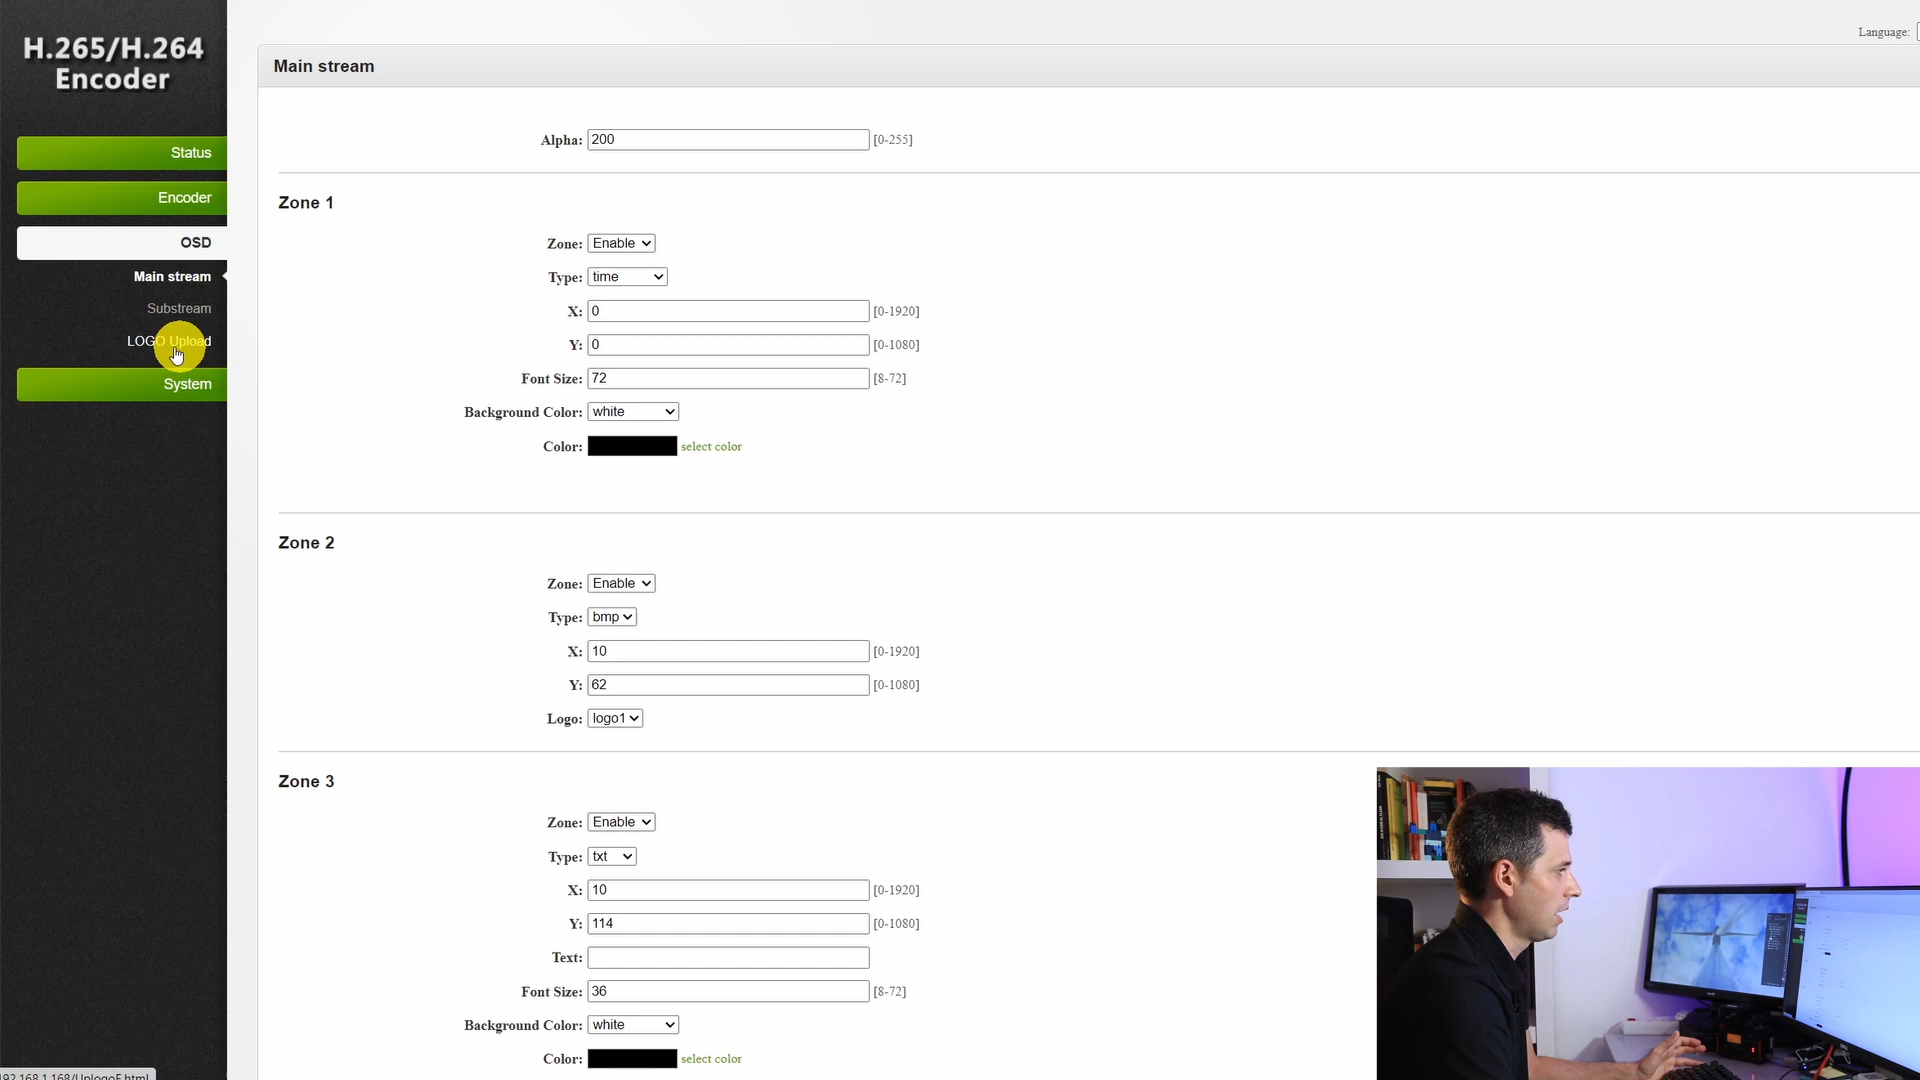 H.265/H.264
Encoder
Status
Encoder
OSD
Main stream
Substream
LOGO Upload
System
Language:
Main stream
Alpha: 200 [0-255]
Zone 1
Zone: Enable
Type: time
X: 0 [0-1920]
Y: 0 [0-1080]
Font Size: 72 [8-72]
Background Color: white
Color: select color
Zone 2
Zone: Enable
Type: bmp
X: 10 [0-1920]
Y: 62 [0-1080]
Logo: logo1
Zone 3
Zone: Enable
Type: txt
X: 10 [0-1920]
Y: 114 [0-1080]
Text:
Font Size: 36 [8-72]
Background Color: white
Color: select color